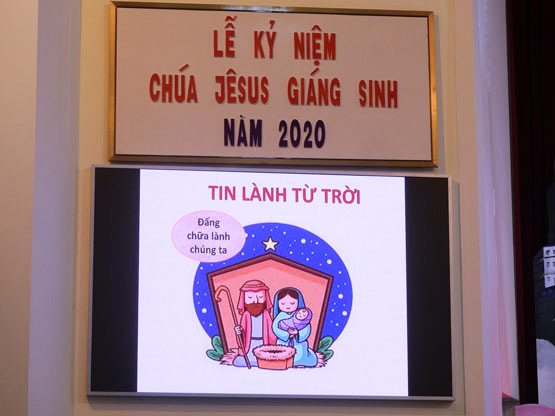 LỄ KỶ NIỆM
CHÚA JÊSUS GIÁNG SINH
NĂM 2020
TIN LÀNH TỪ TRỜI
Đấng
chữa lành
chúng ta